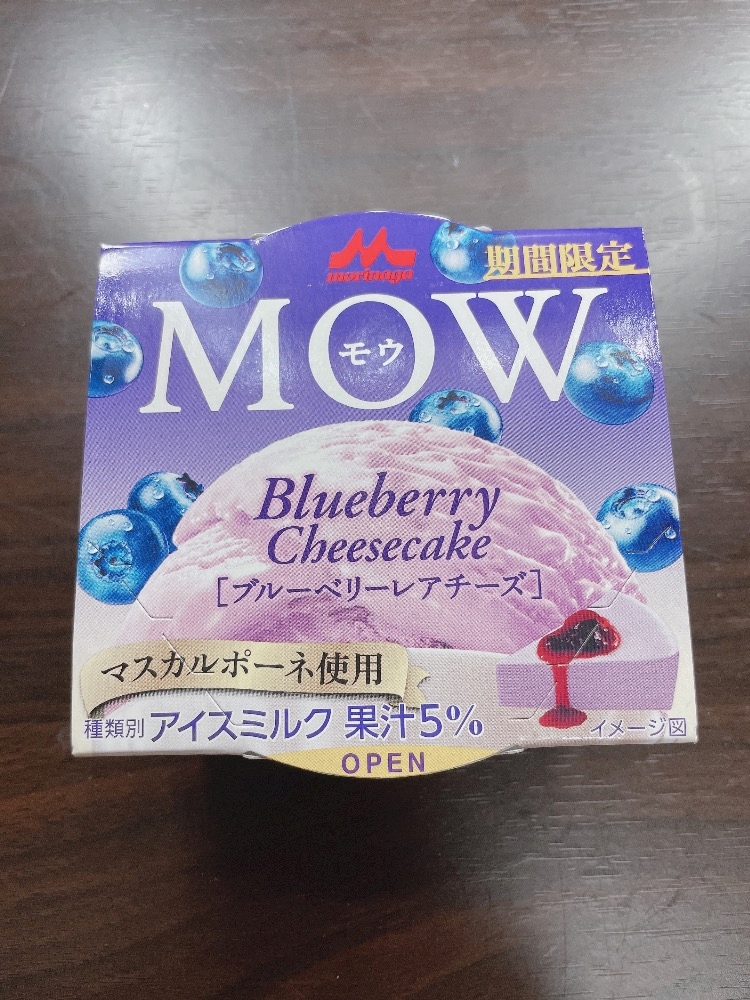 morinaga
期間限定
MOW
モウ
Blueberry
Cheesecake
[ブルーベリーレアチーズ]
マスカルポーネ使用
種類別 アイスミルク 果汁5%
イメージ図
OPEN